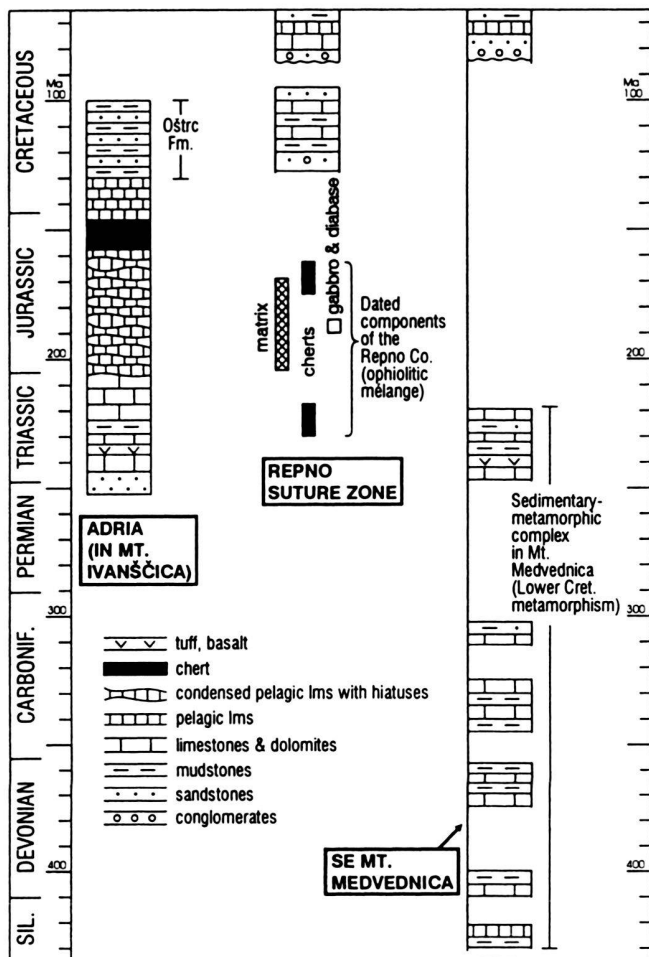 CRETACEOUS
JURASSIC
TRIASSIC
PERMIAN
CARBONIF.
DEVONIAN
SIL.
Ma
100
200
300
400
Oštrc
Fm.
matrix
cherts
gabbro & diabase
Dated
components
of the
Repno Co.
(ophiolitic
mélange)
REPNO
SUTURE ZONE
ADRIA
(IN MT.
IVANŠČICA)
Sedimentary-
metamorphic
complex
in Mt.
Medvednica
(Lower Cret.
metamorphism)
tuff, basalt
chert
condensed pelagic lms with hiatuses
pelagic lms
limestones & dolomites
mudstones
sandstones
conglomerates
SE MT.
MEDVEDNICA
Ma
100
200
300
400